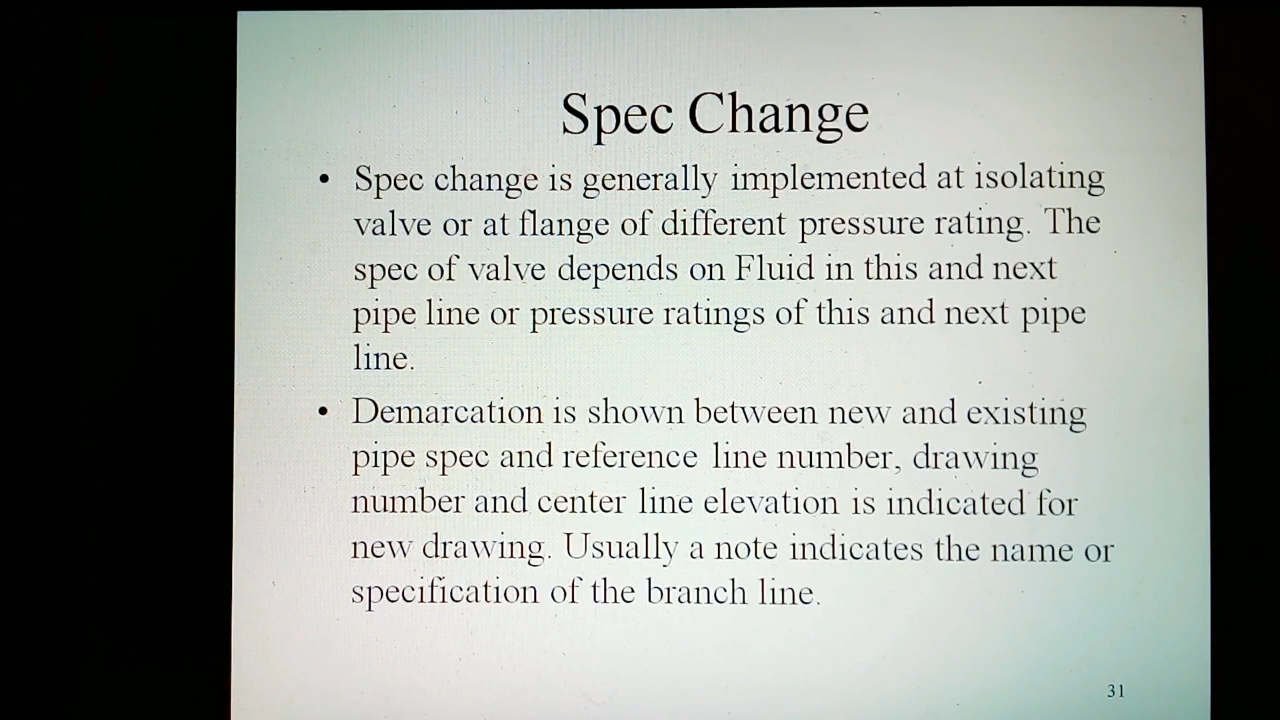 Spec Change
• Spec change is generally implemented at isolating
valve or at flange of different pressure rating. The
spec of valve depends on Fluid in this and next
pipe line or pressure ratings of this and next pipe
line.
• Demarcation is shown between new and existing
pipe spec and reference line number, drawing
number and center line elevation is indicated for
new drawing. Usually a note indicates the name or
specification of the branch line.
31